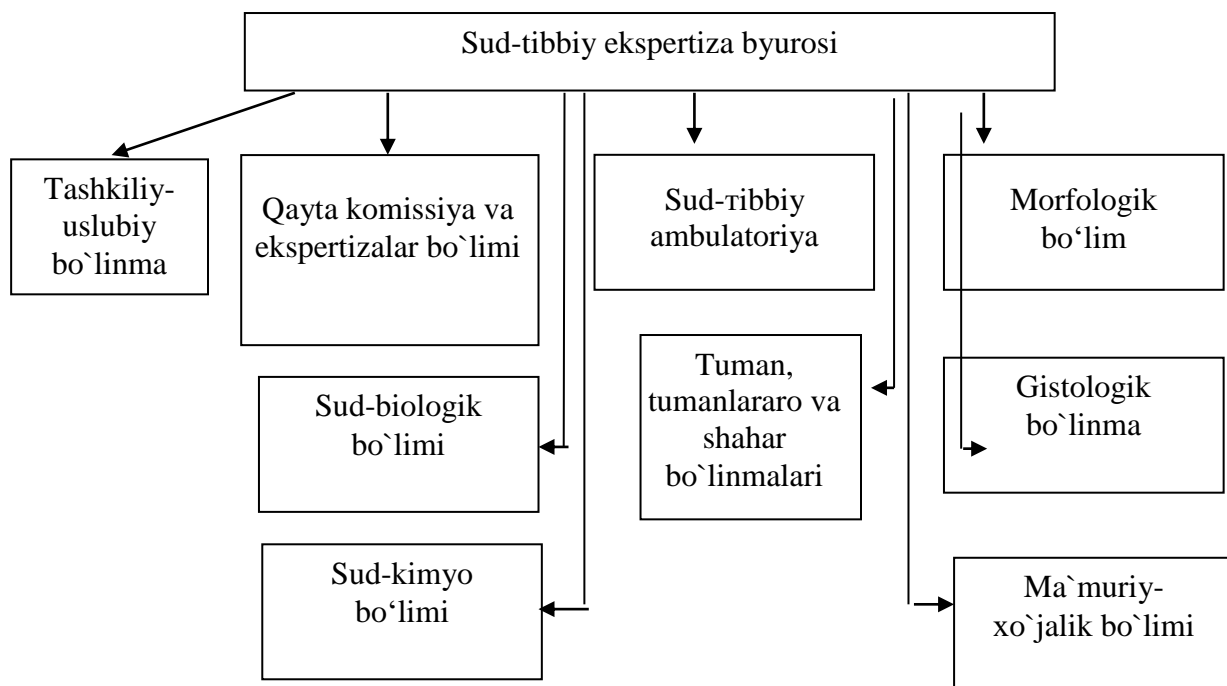 Sud-tibbiy ekspertiza byurosi
Tashkiliy-
uslubiy
bo`linma
Qayta komissiya va
ekspertizalar bo`limi
Sud-тibbiy
ambulatoriya
Morfologik
bo‘lim
Sud-biologik
bo`limi
Tuman,
tumanlararo va
shahar
bo`linmalari
Gistologik
bo`linma
Sud-kimyo
bo‘limi
Ma`muriy-
xo`jalik bo`limi